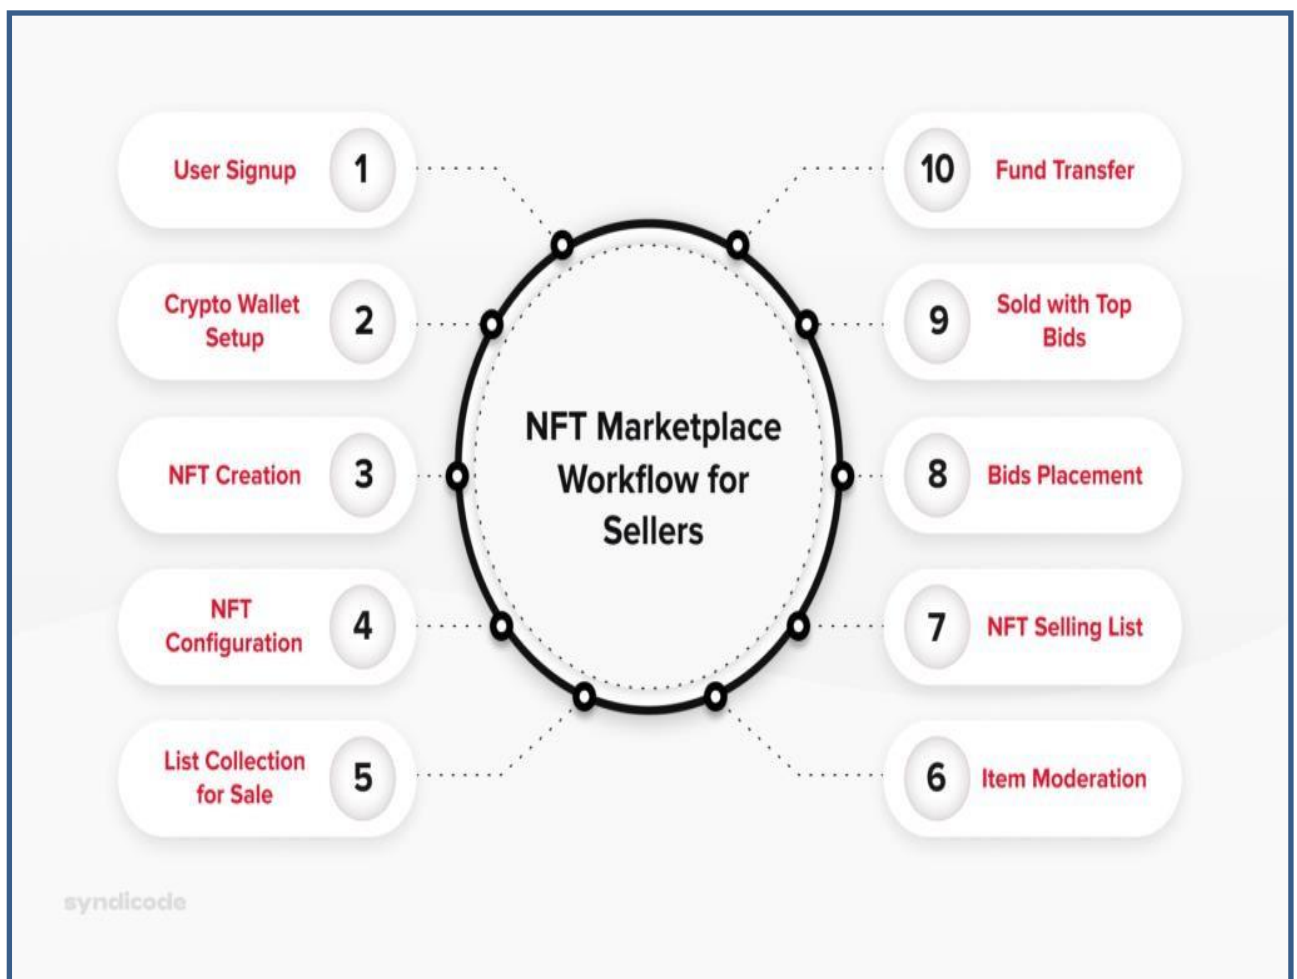 User Signup 1
Crypto Wallet
Setup
2
NFT Creation 3
NFT
Configuration
4
List Collection
for Sale
5
NFT Marketplace
Workflow for
Sellers
10 Fund Transfer
9
Sold with Top
Bids
8 Bids Placement
7 NFT Selling List
6 Item Moderation
syndicode